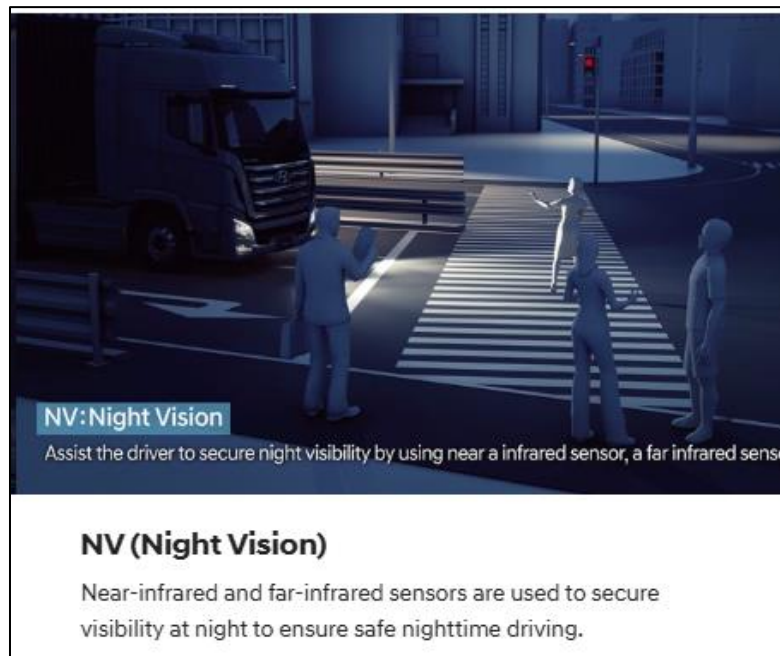 NV:Night Vision
Assist the driver to secure night visibility by using near a infrared sensor, a far infrared sens
NV (Night Vision)
Near-infrared and far-infrared sensors are used to secure
visibility at night to ensure safe nighttime driving.